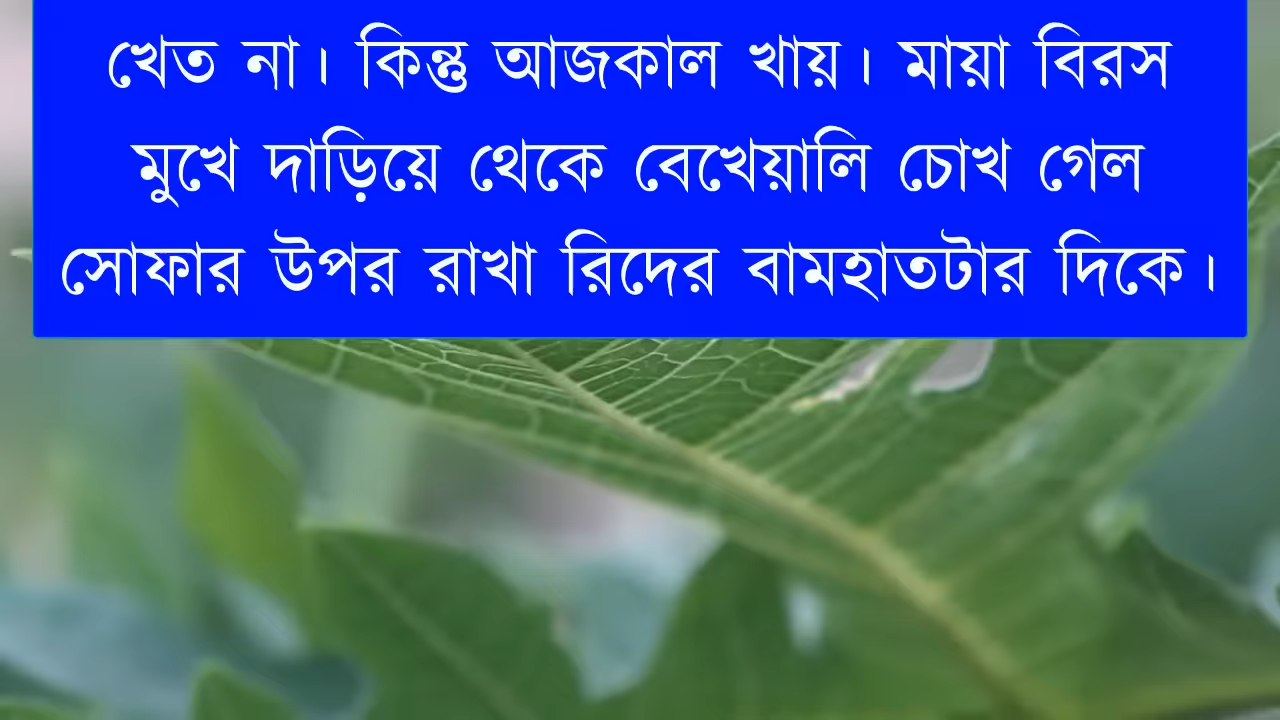 খেত না। কিন্তু আজকাল খায়। মায়া বিরস
মুখে দাড়িয়ে থেকে বেখেয়ালি চোখ গেল
সোফার উপর রাখা রিদের বামহাতটার দিকে।